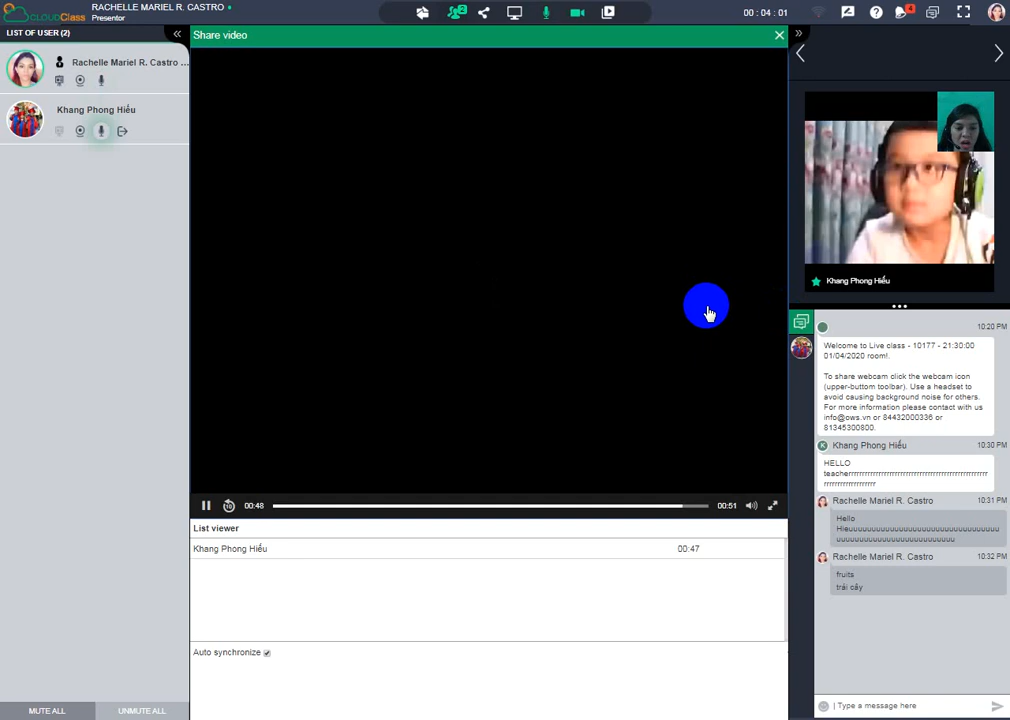 CLOUDClass
RACHELLE MARIEL R. CASTRO
Presentor
2
00 : 04 : 01
4
LIST OF USER (2)
Rachelle Mariel R. Castro ...
Khang Phong Hiếu
MUTE ALL
UNMUTE ALL
Share video
10
00:48
00:51
List viewer
Khang Phong Hiếu
00:47
Auto synchronize
Khang Phong Hiếu
10:20 PM
Welcome to Live class - 10177 - 21:30:00
01/04/2020 room!.
To share webcam click the webcam icon
(upper-buttom toolbar). Use a headset to
avoid causing background noise for others.
For more information please contact with us
info@ows.vn or 84432000336 or
81345300800.
K
Khang Phong Hiếu
10:30 PM
HELLO
Rachelle Mariel R. Castro
10:31 PM
Hello
Rachelle Mariel R. Castro
10:32 PM
fruits
trái cây
Type a message here